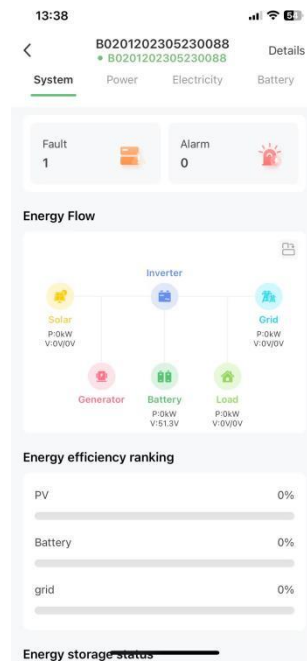 13:38
54
B0201202305230088
B0201202305230088
Details
System Power Electricity Battery
Fault
1
Alarm
0
Energy Flow
Inverter
Solar
P:0kW
V:0V/0V
Grid
P:0kW
V:0V/0V
Generator
Battery
P:0kW
V:51.3V
Load
P:0kW
V:0V/0V
Energy efficiency ranking
PV 0%
Battery 0%
grid 0%
Energy storage status